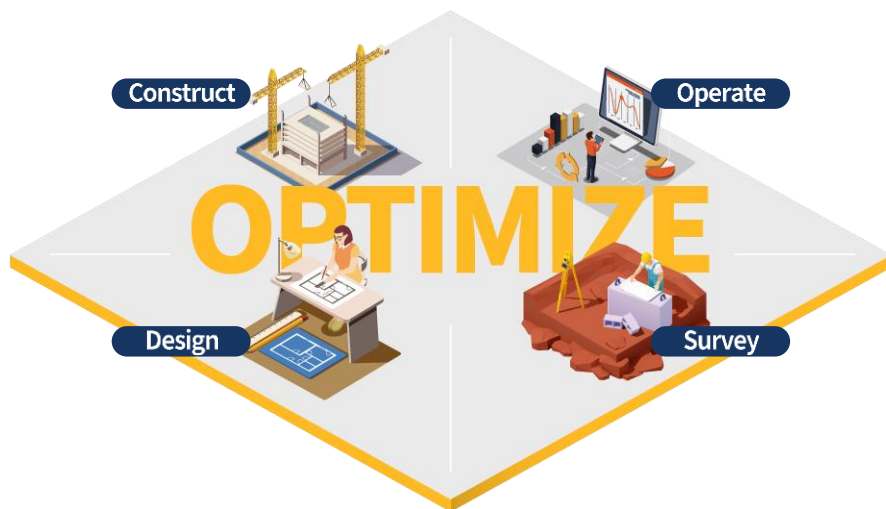 Construct
Operate
OPTIMIZE
Design
Survey